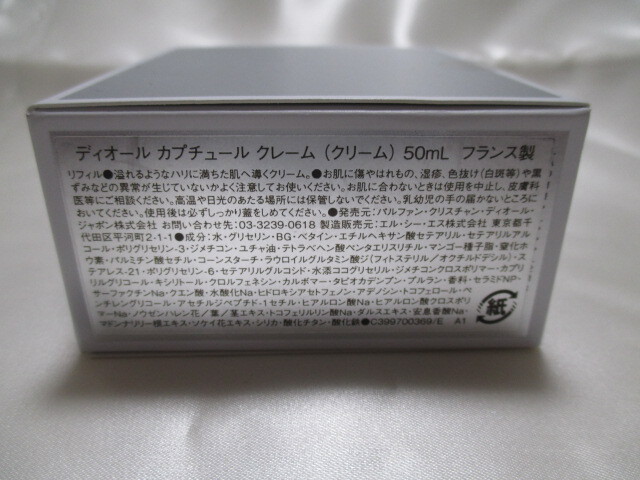 ディオール カプチュール クレーム (クリーム) 50mL フランス製
リフィル●溢れるようなハリに満ちた肌へ導くクリーム。●お肌に傷やはれもの、湿疹、色抜け(白斑等)や黒
ずみなどの異常が生じていないかよく注意してお使いください。お肌に合わないときは使用を中止し、皮膚科
医等にご相談ください。高温や日光のあたる場所には保管しないでください。乳幼児の手の届かないところに
おいてください。使用後は必ずしっかり蓋をしめてください。●発売元:パルファン・クリスチャン・ディオール・
ジャポン株式会社 お問い合わせ先:03-3239-0618 製造販売元:エル・シー・エス株式会社 東京都千
代田区平河町2-1-1●成分:水・グリセリン・BG・ベタイン・エチルヘキサン酸セテアリル・セテアリルアル
コール・ポリグリセリン-3・ジメチコン・ユチャ油・テトラヘヘン酸ペンタエリスリチル・マンゴー種子脂・窒化ホ
ウ素・パルミチン酸セチル・コーンスターチ・ラウロイルグルタミン酸ジ(フィトステリル/オクチルドデシル)・ス
テアレス-21・ポリグリセリン-6・セテアリルグルコシド・水添ココグリセリル・ジメチコンクロスポリマー・カプリ
リルグリコール・キシリトール・クロルフェネシン・カルボマー・タピオカデンプン・プルラン・香料・セラミドNP・
サーファクチンNa・クエン酸・水酸化Na・ヒドロキシアセトフェノン・アデノシン・トコフェロール・ペ
ンチレングリコール・アセチルジペプチド-1セチル・ヒアルロン酸Na・ヒアルロン酸クロスポリ
マーNa・ノウゼンハレン花/葉/茎エキス・トコフェリルリン酸Na・ダルスエキス・安息香酸Na・
マドンナリリー根エキス・ソケイ花エキス・シリカ・酸化チタン・酸化鉄●C399700369/E A1
紙